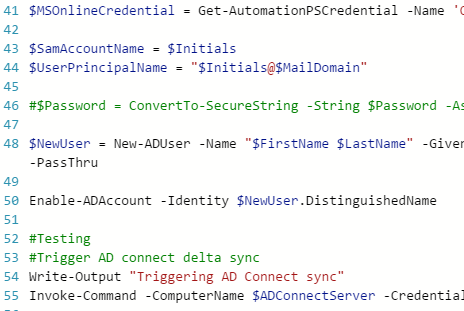 41 $MSOnlineCredential = Get-AutomationPSCredential -Name '
42
43 $SamAccountName = $Initials
44 $UserPrincipalName = "$Initials@$MailDomain"
45
46 #$Password = ConvertTo-SecureString -String $Password -As
47
48 $NewUser = New-ADUser -Name "$FirstName $LastName" -Given
-PassThru
49
50 Enable-ADAccount -Identity $NewUser.DistinguishedName
51
52 #Testing
53 #Trigger AD connect delta sync
54 Write-Output "Triggering AD Connect sync"
55 Invoke-Command -ComputerName $ADConnectServer -Credential